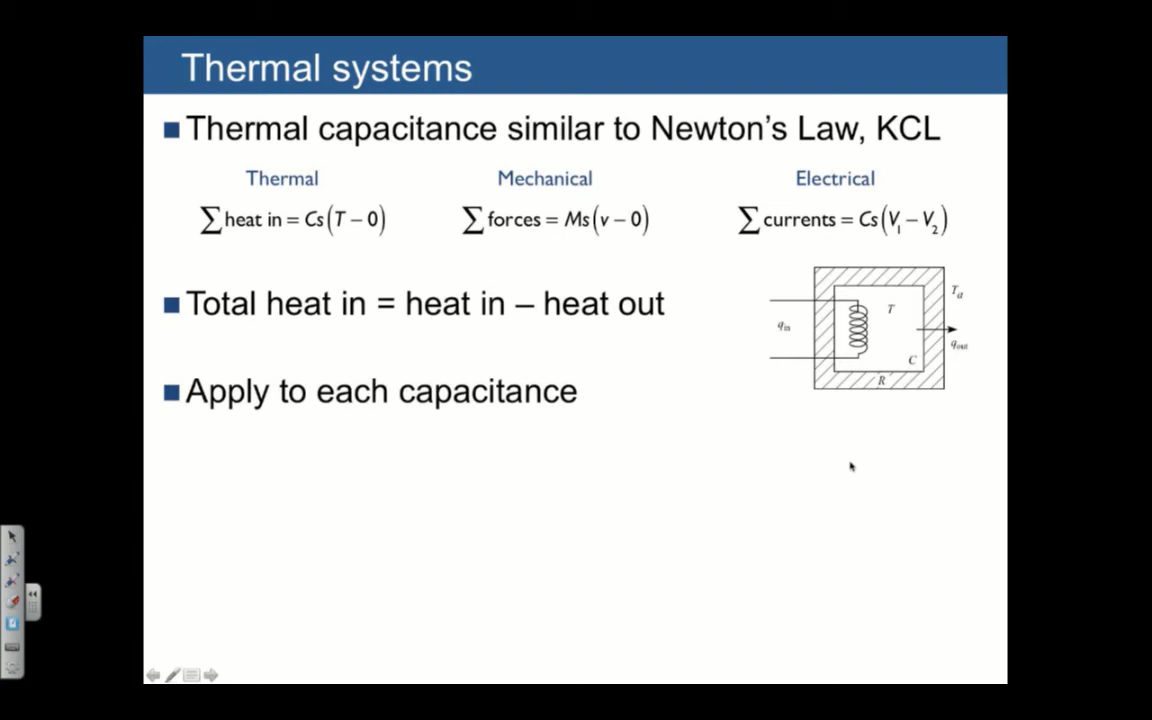 Thermal systems
Thermal capacitance similar to Newton's Law, KCL
Thermal Mechanical Electrical
∑heat in = Cs(T – 0) ∑forces = Ms(v – 0) ∑currents = Cs(V₁ – V₂)
Total heat in = heat in – heat out
Apply to each capacitance
Tₐ
T
qᵢₙ
qₒᵤₜ
C
R